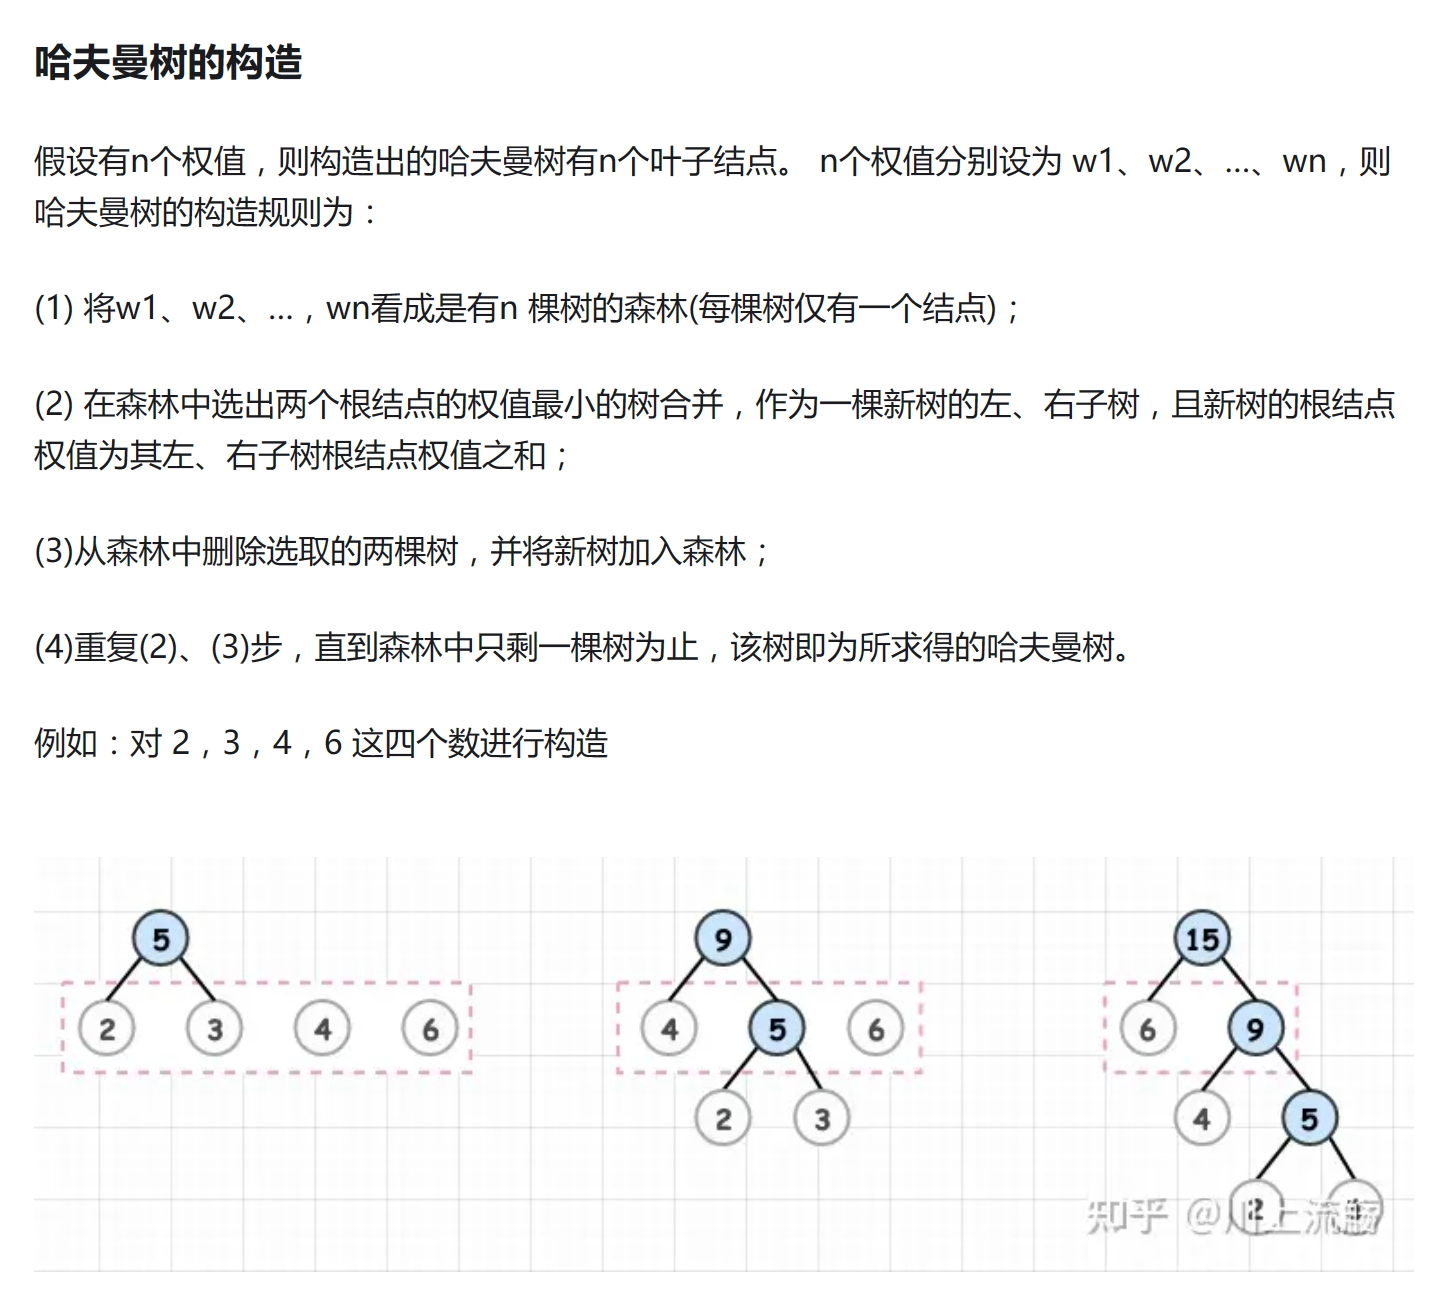 哈夫曼树的构造
假设有n个权值，则构造出的哈夫曼树有n个叶子结点。 n个权值分别设为 w1、w2、…、wn，则
哈夫曼树的构造规则为：
(1) 将w1、w2、…，wn看成是有n 棵树的森林(每棵树仅有一个结点)；
(2) 在森林中选出两个根结点的权值最小的树合并，作为一棵新树的左、右子树，且新树的根结点
权值为其左、右子树根结点权值之和；
(3)从森林中删除选取的两棵树，并将新树加入森林；
(4)重复(2)、(3)步，直到森林中只剩一棵树为止，该树即为所求得的哈夫曼树。
例如：对 2，3，4，6 这四个数进行构造
5
2 3 4 6
9
4 5 6
2 3
15
6 9
4 5
2
知乎 @川上流